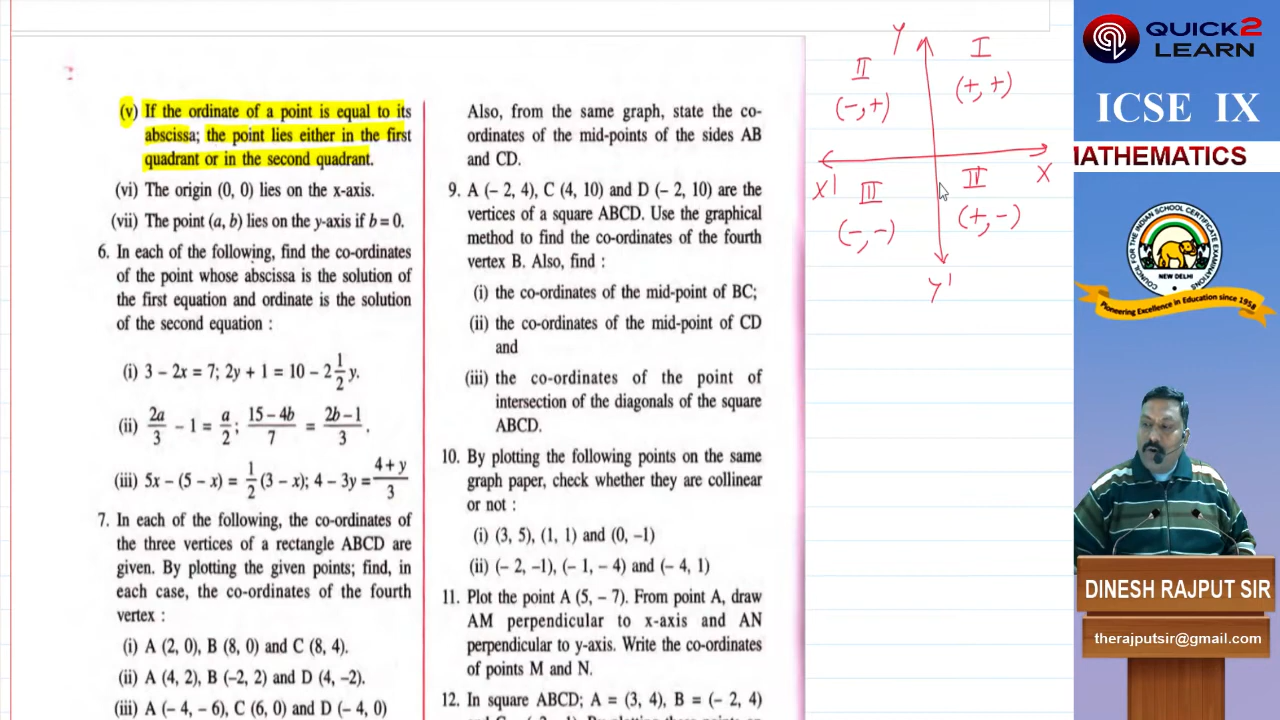 (v) If the ordinate of a point is equal to its
abscissa; the point lies either in the first
quadrant or in the second quadrant.
(vi) The origin (0, 0) lies on the x-axis.
(vii) The point (a, b) lies on the y-axis if b = 0.
6. In each of the following, find the co-ordinates
of the point whose abscissa is the solution of
the first equation and ordinate is the solution
of the second equation :
(i) 3 – 2x = 7; 2y + 1 = 10 – 2 1/2 y.
(ii) 2a/3 – 1 = a/2; (15 – 4b)/7 = (2b – 1)/3.
(iii) 5x – (5 – x) = 1/2 (3 – x); 4 – 3y = (4 + y)/3
7. In each of the following, the co-ordinates of
the three vertices of a rectangle ABCD are
given. By plotting the given points; find, in
each case, the co-ordinates of the fourth
vertex :
(i) A (2, 0), B (8, 0) and C (8, 4).
(ii) A (4, 2), B (–2, 2) and D (4, –2).
(iii) A (– 4, – 6), C (6, 0) and D (– 4, 0)
Also, from the same graph, state the co-
ordinates of the mid-points of the sides AB
and CD.
9. A (– 2, 4), C (4, 10) and D (– 2, 10) are the
vertices of a square ABCD. Use the graphical
method to find the co-ordinates of the fourth
vertex B. Also, find :
(i) the co-ordinates of the mid-point of BC;
(ii) the co-ordinates of the mid-point of CD
and
(iii) the co-ordinates of the point of
intersection of the diagonals of the square
ABCD.
10. By plotting the following points on the same
graph paper, check whether they are collinear
or not :
(i) (3, 5), (1, 1) and (0, –1)
(ii) (– 2, –1), (– 1, – 4) and (– 4, 1)
11. Plot the point A (5, – 7). From point A, draw
AM perpendicular to x-axis and AN
perpendicular to y-axis. Write the co-ordinates
of points M and N.
12. In square ABCD; A = (3, 4), B = (– 2, 4)
Y
II
(-,+)
I
(+,+)
X'
X
III
(-,-)
IV
(+,-)
Y'
QUICK2
LEARN
ICSE IX
MATHEMATICS
COUNCIL FOR THE INDIAN SCHOOL CERTIFICATE EXAMINATIONS
NEW DELHI
Pioneering Excellence in Education since 1958
DINESH RAJPUT SIR
therajputsir@gmail.com